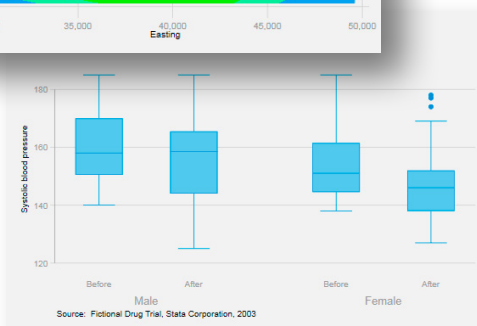 35,000 40,000 45,000 50,000
Easting
Systolic blood pressure
180
160
140
120
Before After Before After
Male Female
Source: Fictional Drug Trial, Stata Corporation, 2003